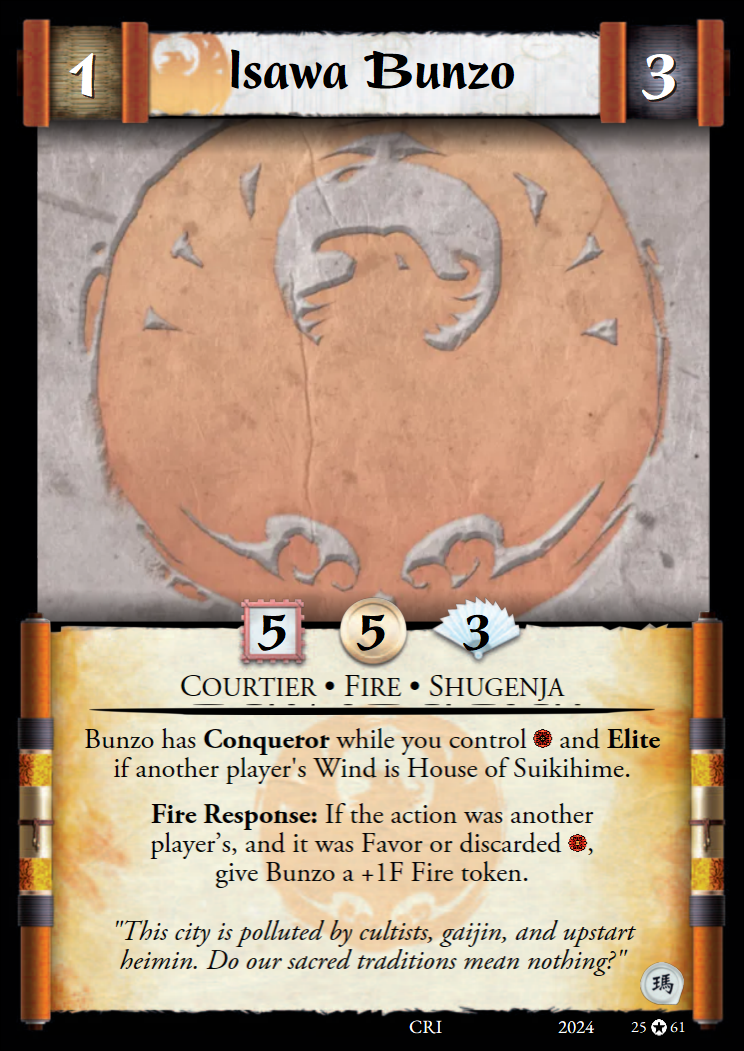 1 Isawa Bunzo 3
5 5 3
COURTIER • FIRE • SHUGENJA
Bunzo has Conqueror while you control and Elite
if another player's Wind is House of Suikihime.
Fire Response: If the action was another
player's, and it was Favor or discarded ,
give Bunzo a +1F Fire token.
"This city is polluted by cultists, gaijin, and upstart
heimin. Do our sacred traditions mean nothing?"
瑪
CRI 2024 25 61